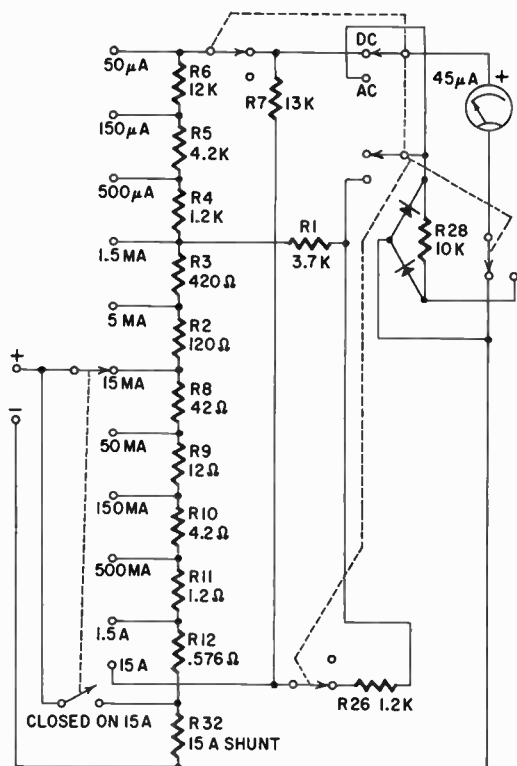 50μA
R6
12K
150μA
R5
4.2K
500μA
R4
1.2K
1.5MA
R3
420Ω
5 MA
R2
120Ω
+
−
15 MA
R8
42Ω
50 MA
R9
12Ω
150MA
R10
4.2Ω
500MA
R11
1.2Ω
1.5A
R12
.576Ω
15A
CLOSED ON 15A
R32
15A SHUNT
R7
13K
R1
3.7K
DC
AC
45μA
+
R28
10K
R26 1.2K